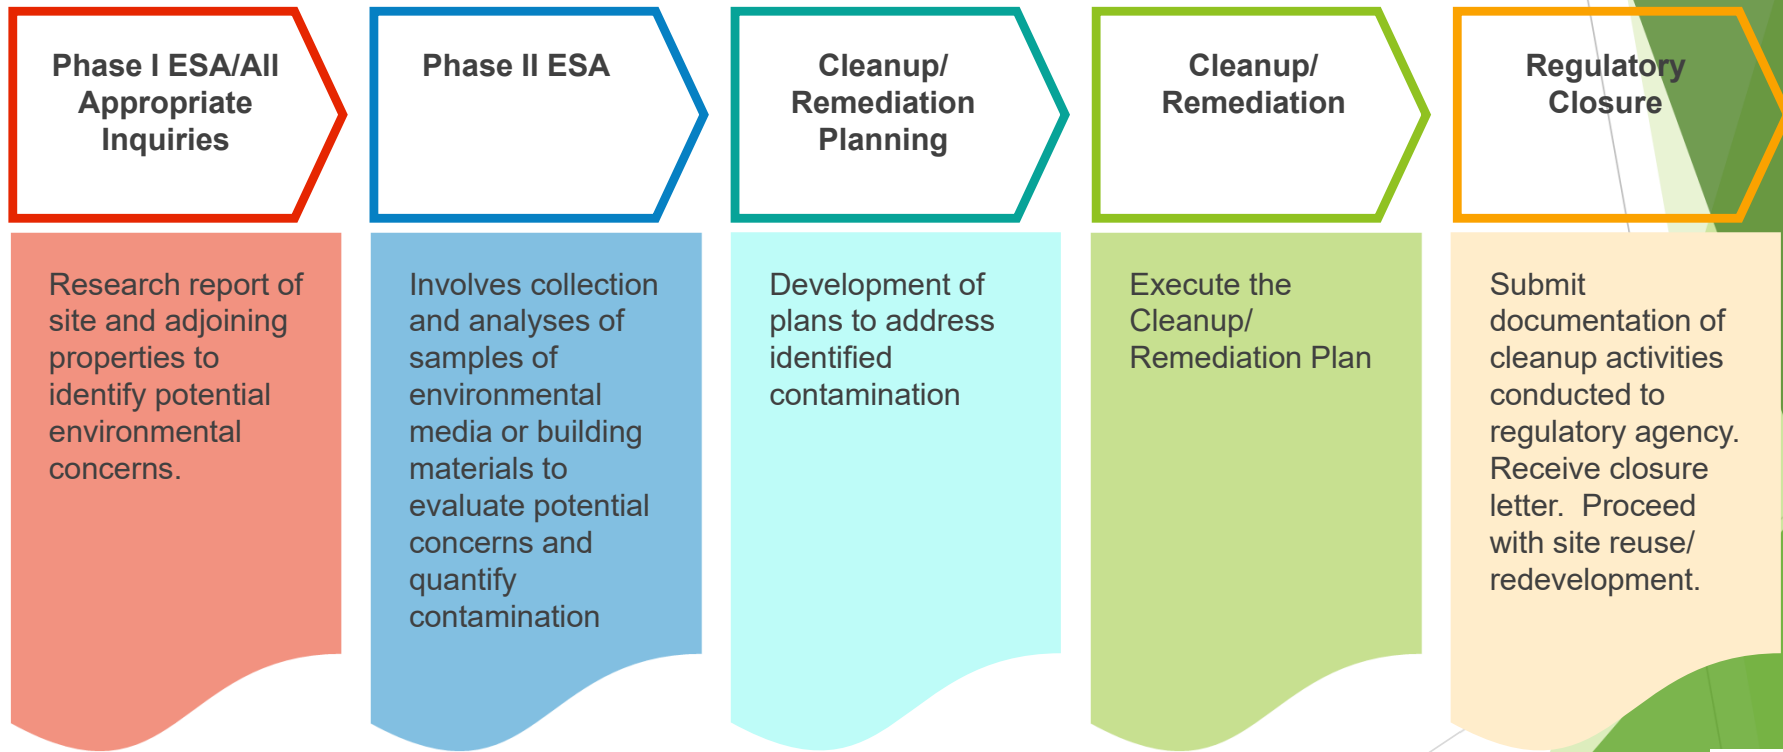 Phase I ESA/All
Appropriate
Inquiries
Research report of
site and adjoining
properties to
identify potential
environmental
concerns.
Phase II ESA
Involves collection
and analyses of
samples of
environmental
media or building
materials to
evaluate potential
concerns and
quantify
contamination
Cleanup/
Remediation
Planning
Development of
plans to address
identified
contamination
Cleanup/
Remediation
Execute the
Cleanup/
Remediation Plan
Regulatory
Closure
Submit
documentation of
cleanup activities
conducted to
regulatory agency.
Receive closure
letter.  Proceed
with site reuse/
redevelopment.